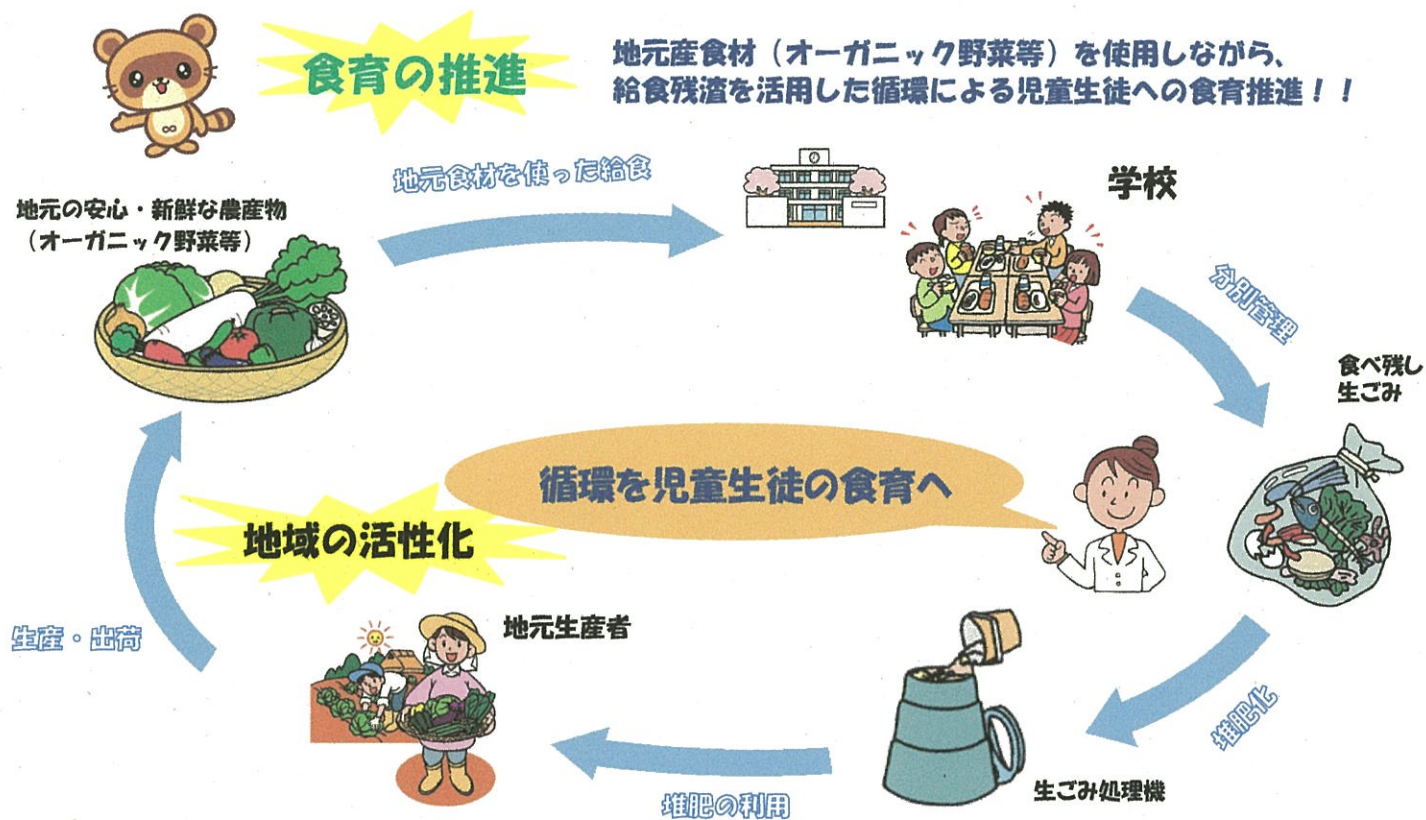 食育の推進
地元産食材（オーガニック野菜等）を使用しながら、
給食残渣を活用した循環による児童生徒への食育推進！！
地元食材を使った給食
学校
地元の安心・新鮮な農産物
（オーガニック野菜等）
分別管理
食べ残し
生ごみ
循環を児童生徒の食育へ
地域の活性化
地元生産者
生産・出荷
堆肥化
生ごみ処理機
堆肥の利用